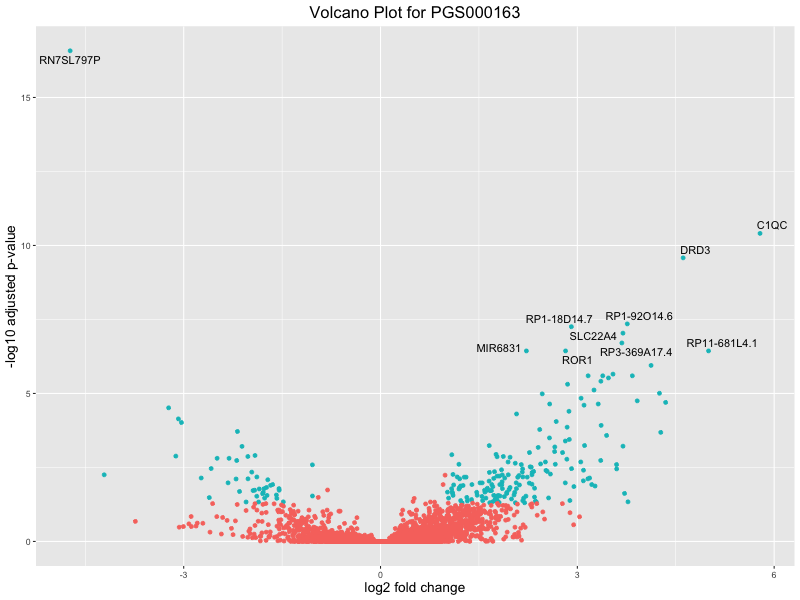 Volcano Plot for PGS000163
RN7SL797P
15
C1QC
10
DRD3
RP1-18D14.7
RP1-92O14.6
SLC22A4
MIR6831
RP11-681L4.1
ROR1
RP3-369A17.4
5
0
-3
0
3
6
log2 fold change
-log10 adjusted p-value